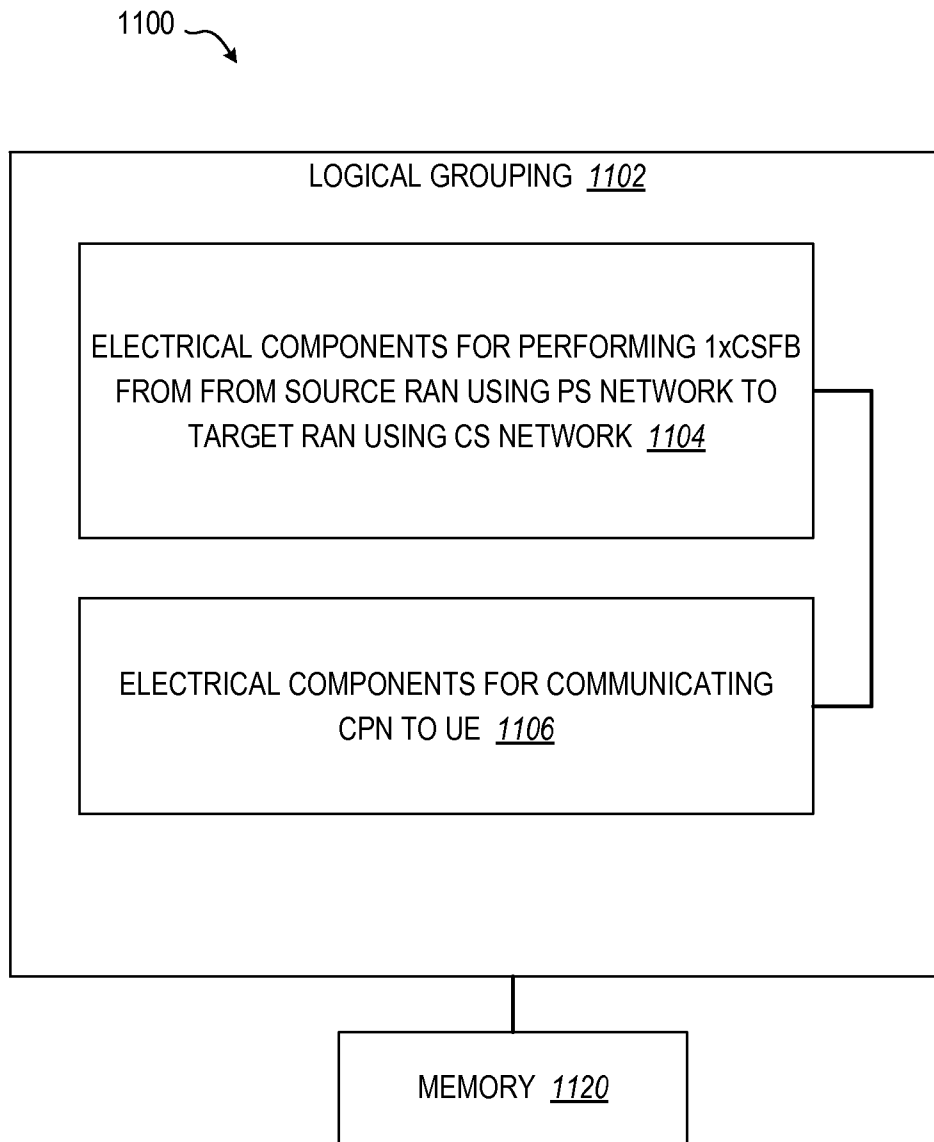 1100
LOGICAL GROUPING 1102
ELECTRICAL COMPONENTS FOR PERFORMING 1xCSFB
FROM FROM SOURCE RAN USING PS NETWORK TO
TARGET RAN USING CS NETWORK 1104
ELECTRICAL COMPONENTS FOR COMMUNICATING
CPN TO UE 1106
MEMORY 1120